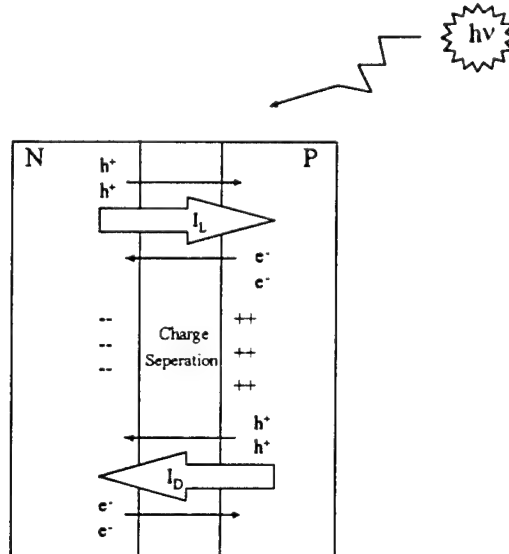 hν
N
P
h⁺
h⁺
I_L
e⁻
e⁻
-- ++
Charge
-- ++
Seperation
--
++
h⁺
h⁺
I_D
e⁻
e⁻